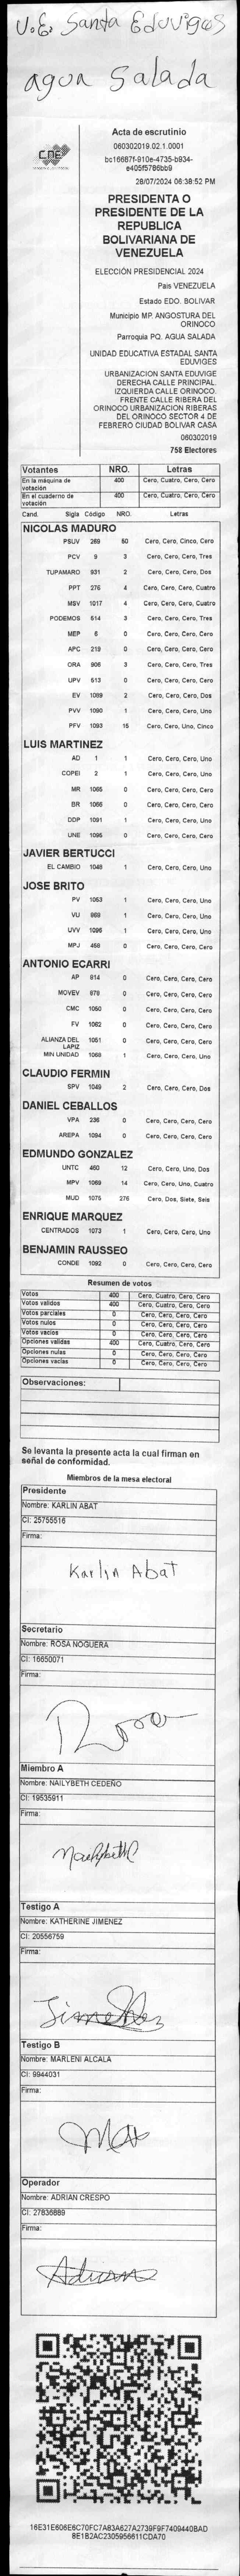 U.E. Santa Eduviges
agua Salada
CNE
Acta de escrutinio
060302019.02.1.0001
bc16687f-910e-4735-b934-
e405f5786bb9
28/07/2024 06:38:52 PM
PRESIDENTA O
PRESIDENTE DE LA
REPUBLICA
BOLIVARIANA DE
VENEZUELA
ELECCIÓN PRESIDENCIAL 2024
Pais VENEZUELA
Estado EDO. BOLIVAR
Municipio MP. ANGOSTURA DEL
ORINOCO
Parroquia PQ. AGUA SALADA
UNIDAD EDUCATIVA ESTADAL SANTA
EDUVIGES
URBANIZACION SANTA EDUVIGE
DERECHA CALLE PRINCIPAL.
IZQUIERDA CALLE ORINOCO.
FRENTE CALLE RIBERA DEL
ORINOCO URBANIZACION RIBERAS
DEL ORINOCO SECTOR 4 DE
FEBRERO CIUDAD BOLIVAR CASA
060302019
758 Electores
Votantes NRO. Letras
En la máquina de votación 400 Cero, Cuatro, Cero, Cero
En el cuaderno de votación 400 Cero, Cuatro, Cero, Cero
Cand. Sigla Código NRO. Letras
NICOLAS MADURO
PSUV 269 50 Cero, Cero, Cinco, Cero
PCV 9 3 Cero, Cero, Cero, Tres
TUPAMARO 931 2 Cero, Cero, Cero, Dos
PPT 276 4 Cero, Cero, Cero, Cuatro
MSV 1017 4 Cero, Cero, Cero, Cuatro
PODEMOS 514 3 Cero, Cero, Cero, Tres
MEP 6 0 Cero, Cero, Cero, Cero
APC 219 0 Cero, Cero, Cero, Cero
ORA 906 3 Cero, Cero, Cero, Tres
UPV 513 0 Cero, Cero, Cero, Cero
EV 1089 2 Cero, Cero, Cero, Dos
PVV 1090 1 Cero, Cero, Cero, Uno
PFV 1093 15 Cero, Cero, Uno, Cinco
LUIS MARTINEZ
AD 1 1 Cero, Cero, Cero, Uno
COPEI 2 1 Cero, Cero, Cero, Uno
MR 1065 0 Cero, Cero, Cero, Cero
BR 1066 0 Cero, Cero, Cero, Cero
DDP 1091 1 Cero, Cero, Cero, Uno
UNE 1095 0 Cero, Cero, Cero, Cero
JAVIER BERTUCCI
EL CAMBIO 1048 1 Cero, Cero, Cero, Uno
JOSE BRITO
PV 1053 1 Cero, Cero, Cero, Uno
VU 869 1 Cero, Cero, Cero, Uno
UVV 1096 1 Cero, Cero, Cero, Uno
MPJ 458 0 Cero, Cero, Cero, Cero
ANTONIO ECARRI
AP 814 0 Cero, Cero, Cero, Cero
MOVEV 879 0 Cero, Cero, Cero, Cero
CMC 1050 0 Cero, Cero, Cero, Cero
FV 1062 0 Cero, Cero, Cero, Cero
ALIANZA DEL LAPIZ 1051 0 Cero, Cero, Cero, Cero
MIN UNIDAD 1068 1 Cero, Cero, Cero, Uno
CLAUDIO FERMIN
SPV 1049 2 Cero, Cero, Cero, Dos
DANIEL CEBALLOS
VPA 236 0 Cero, Cero, Cero, Cero
AREPA 1094 0 Cero, Cero, Cero, Cero
EDMUNDO GONZALEZ
UNTC 460 12 Cero, Cero, Uno, Dos
MPV 1069 14 Cero, Cero, Uno, Cuatro
MUD 1075 276 Cero, Dos, Siete, Seis
ENRIQUE MARQUEZ
CENTRADOS 1073 1 Cero, Cero, Cero, Uno
BENJAMIN RAUSSEO
CONDE 1092 0 Cero, Cero, Cero, Cero
Resumen de votos
Votos 400 Cero, Cuatro, Cero, Cero
Votos validos 400 Cero, Cuatro, Cero, Cero
Votos parciales 0 Cero, Cero, Cero, Cero
Votos nulos 0 Cero, Cero, Cero, Cero
Votos vacios 0 Cero, Cero, Cero, Cero
Opciones validas 400 Cero, Cuatro, Cero, Cero
Opciones nulas 0 Cero, Cero, Cero, Cero
Opciones vacias 0 Cero, Cero, Cero, Cero
Observaciones:
Se levanta la presente acta la cual firman en
señal de conformidad.
Miembros de la mesa electoral
Presidente
Nombre: KARLIN ABAT
CI: 25755516
Firma:
Karlin Abat
Secretario
Nombre: ROSA NOGUERA
CI: 16650071
Firma:
Rosa
Miembro A
Nombre: NAILYBETH CEDEÑO
CI: 19535911
Firma:
Testigo A
Nombre: KATHERINE JIMENEZ
CI: 20556759
Firma:
Jimenez
Testigo B
Nombre: MARLENI ALCALA
CI: 9944031
Firma:
Operador
Nombre: ADRIAN CRESPO
CI: 27836889
Firma:
Adrian
16E31E606E6C70FC7A83A627A2739F9F7409440BAD
8E1B2AC2305956611CDA70